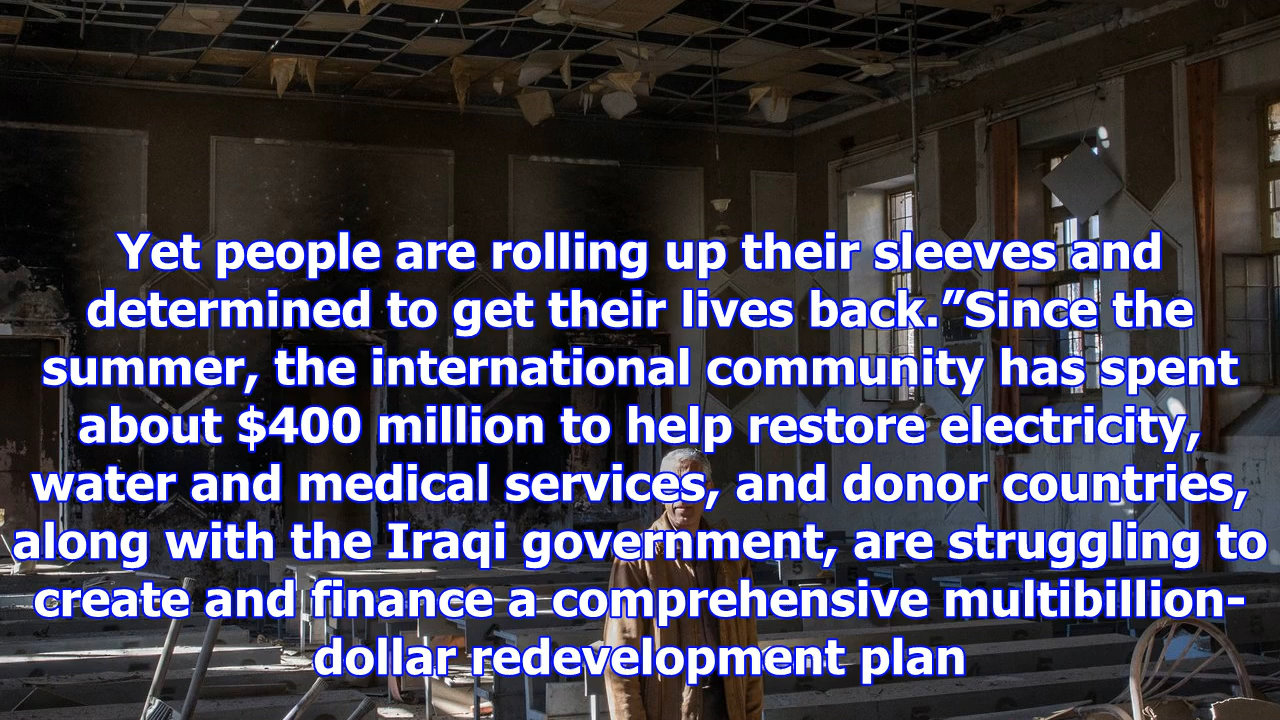 Yet people are rolling up their sleeves and
determined to get their lives back.”Since the
summer, the international community has spent
about $400 million to help restore electricity,
water and medical services, and donor countries,
along with the Iraqi government, are struggling to
create and finance a comprehensive multibillion-
dollar redevelopment plan